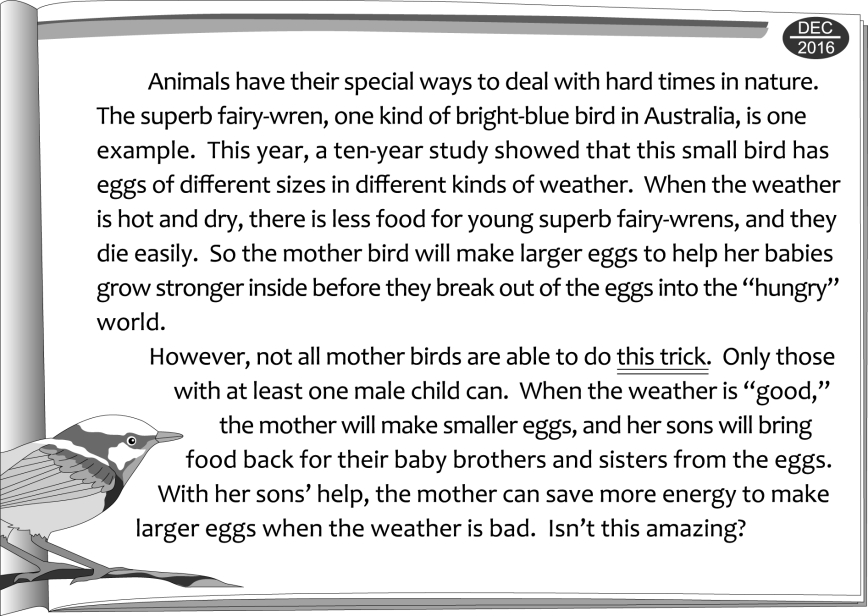 DEC
2016
Animals have their special ways to deal with hard times in nature.
The superb fairy-wren, one kind of bright-blue bird in Australia, is one
example. This year, a ten-year study showed that this small bird has
eggs of different sizes in different kinds of weather. When the weather
is hot and dry, there is less food for young superb fairy-wrens, and they
die easily. So the mother bird will make larger eggs to help her babies
grow stronger inside before they break out of the eggs into the “hungry”
world.
However, not all mother birds are able to do this trick. Only those
with at least one male child can. When the weather is “good,”
the mother will make smaller eggs, and her sons will bring
food back for their baby brothers and sisters from the eggs.
With her sons’ help, the mother can save more energy to make
larger eggs when the weather is bad. Isn’t this amazing?